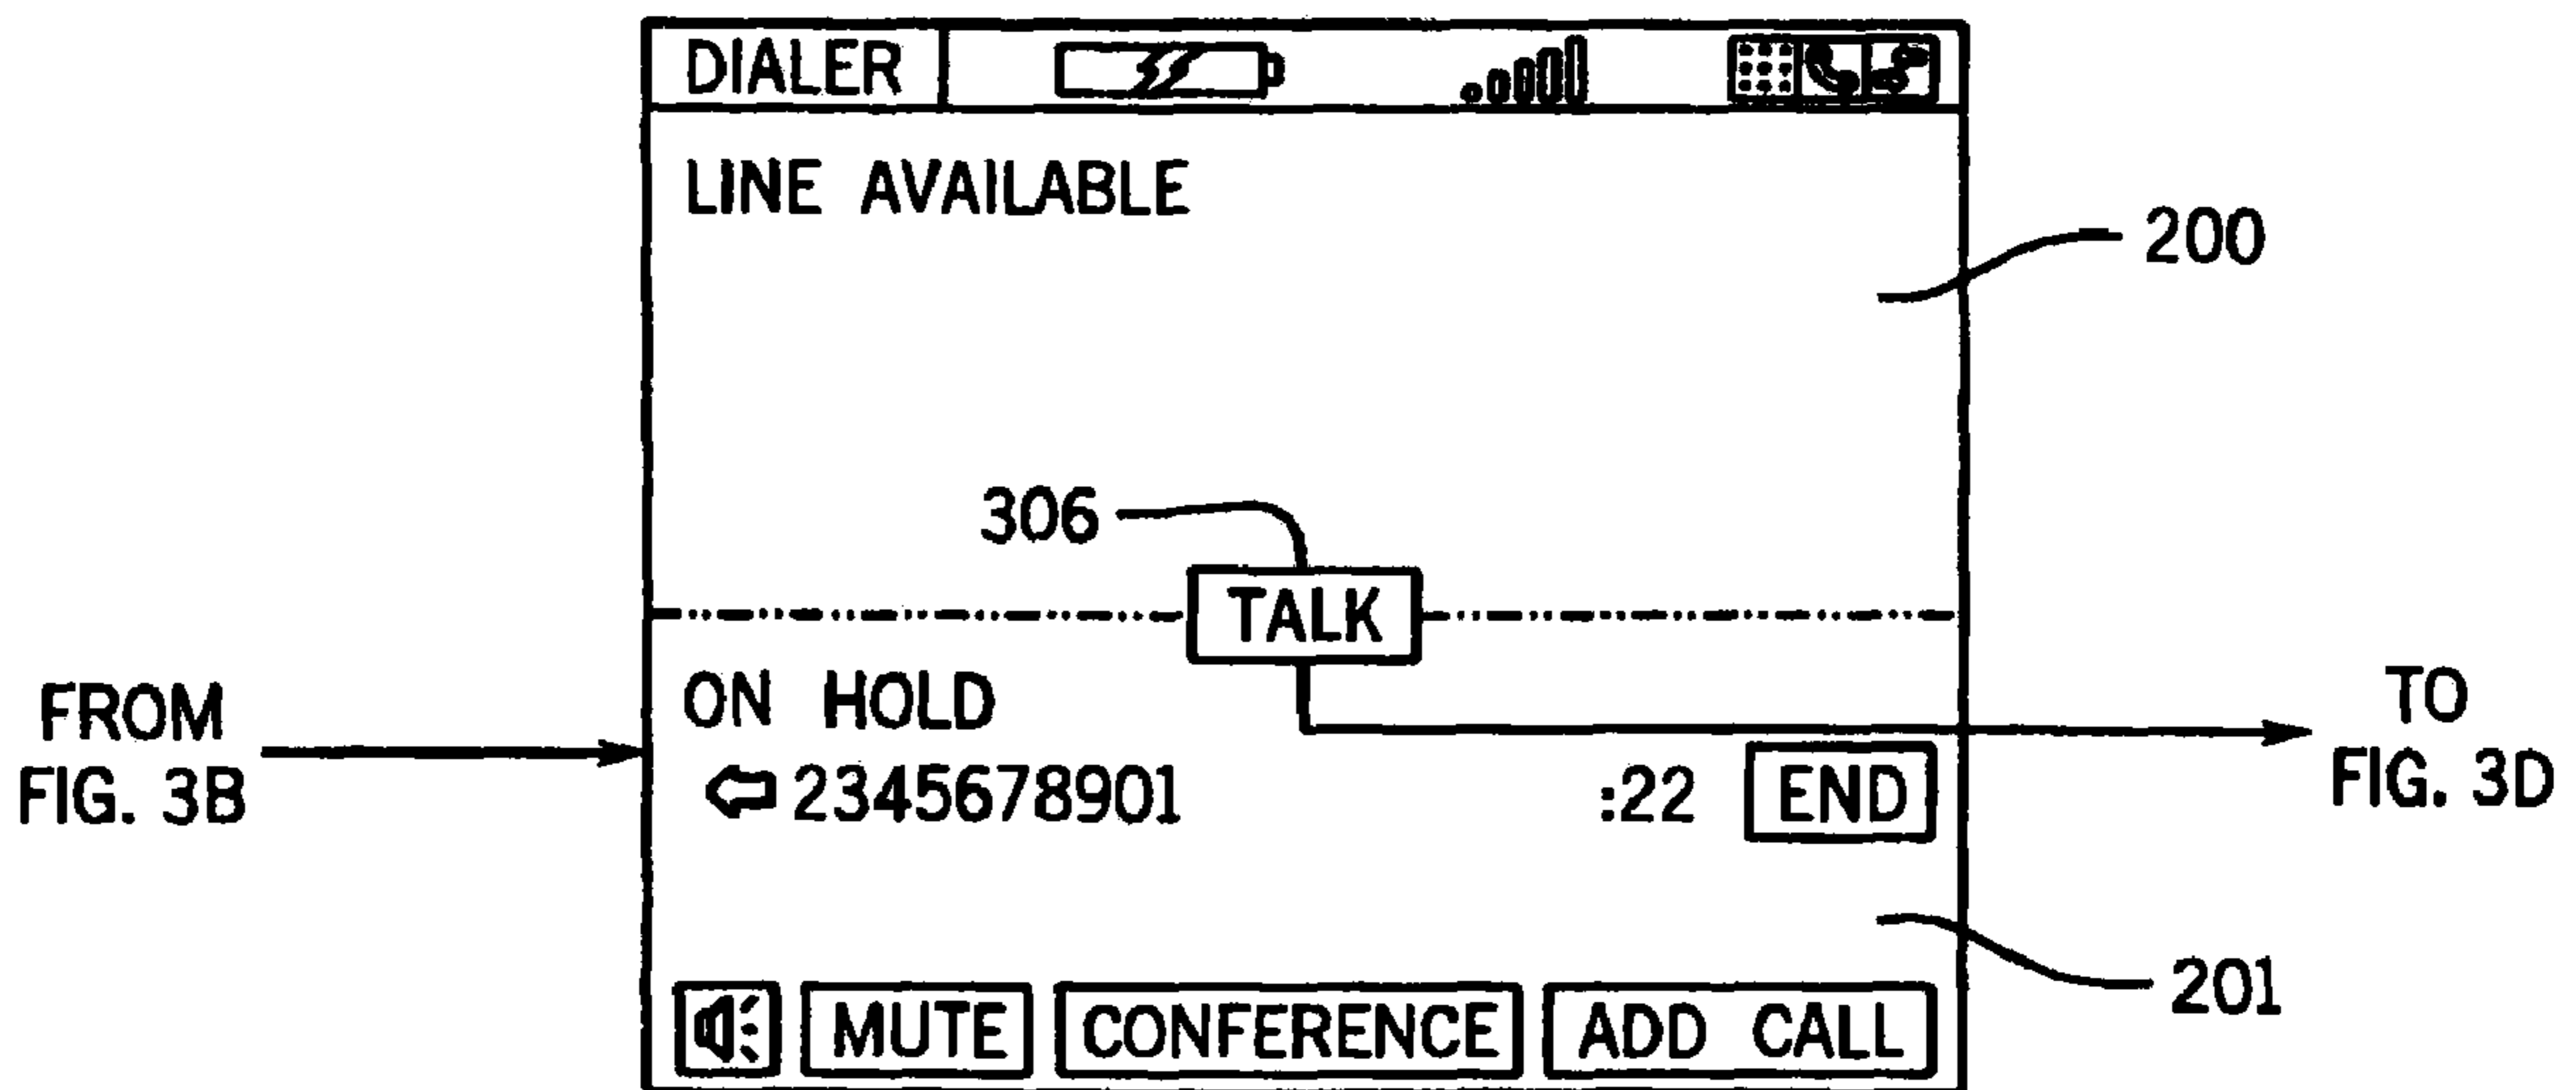 DIALER
LINE AVAILABLE
200
306
TALK
ON HOLD
FROM
FIG. 3B
TO
FIG. 3D
2345678901 :22 END
201
MUTE CONFERENCE ADD CALL